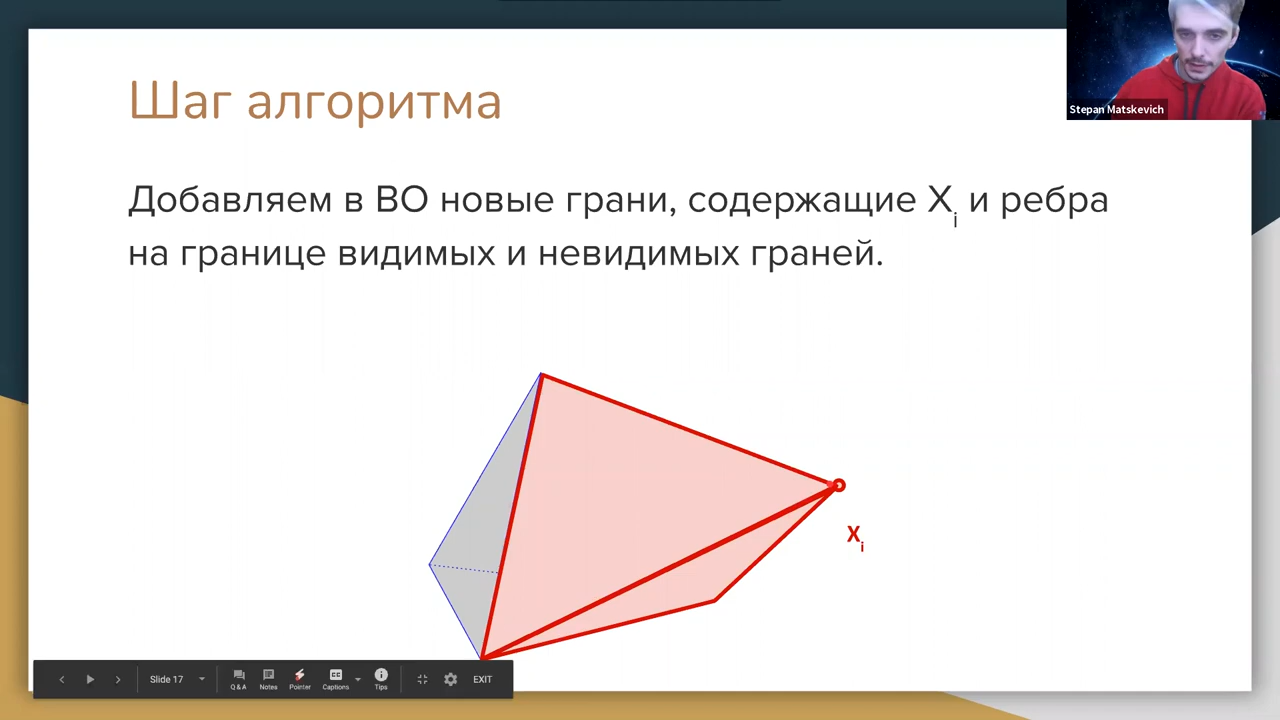 Шаг алгоритма
Stepan Matskevich
Добавляем в ВО новые грани, содержащие Xi и ребра
на границе видимых и невидимых граней.
Xi
Slide 17
Q & A
Notes
Pointer
Captions
Tips
EXIT